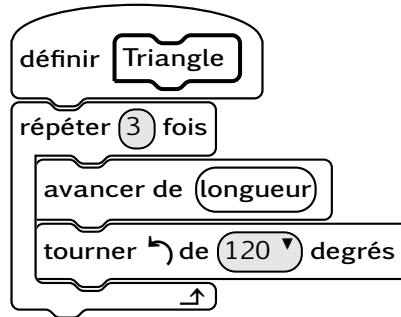 définir Triangle
répéter 3 fois
avancer de longueur
tourner ↶ de 120 ▼ degrés